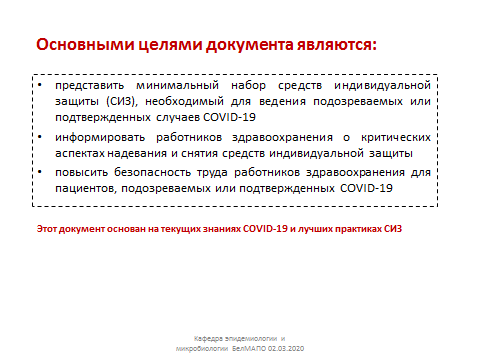 Основными целями документа являются:
• представить минимальный набор средств индивидуальной
защиты (СИЗ), необходимый для ведения подозреваемых или
подтвержденных случаев COVID-19
• информировать работников здравоохранения о критических
аспектах надевания и снятия средств индивидуальной защиты
• повысить безопасность труда работников здравоохранения для
пациентов, подозреваемых или подтвержденных COVID-19
Этот документ основан на текущих знаниях COVID-19 и лучших практиках СИЗ
Кафедра эпидемиологии и
микробиологии БелМАПО 02.03.2020